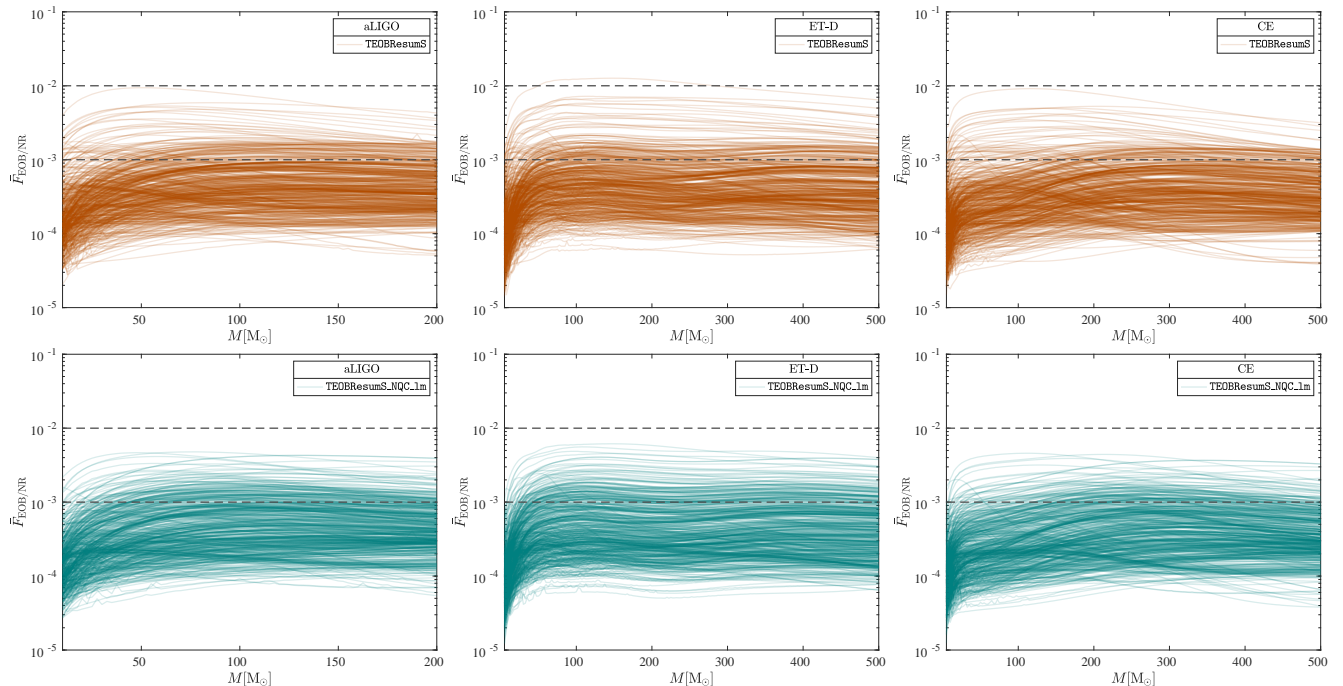 aLIGO
TEOBResumS
10^-1
10^-2
10^-3
10^-4
10^-5
F̄_EOB/NR
50 100 150 200
M[M_⊙]
ET-D
TEOBResumS
10^-1
10^-2
10^-3
10^-4
10^-5
F̄_EOB/NR
100 200 300 400 500
M[M_⊙]
CE
TEOBResumS
10^-1
10^-2
10^-3
10^-4
10^-5
F̄_EOB/NR
100 200 300 400 500
M[M_⊙]
aLIGO
TEOBResumS_NQC_lm
10^-1
10^-2
10^-3
10^-4
10^-5
F̄_EOB/NR
50 100 150 200
M[M_⊙]
ET-D
TEOBResumS_NQC_lm
10^-1
10^-2
10^-3
10^-4
10^-5
F̄_EOB/NR
100 200 300 400 500
M[M_⊙]
CE
TEOBResumS_NQC_lm
10^-1
10^-2
10^-3
10^-4
10^-5
F̄_EOB/NR
100 200 300 400 500
M[M_⊙]